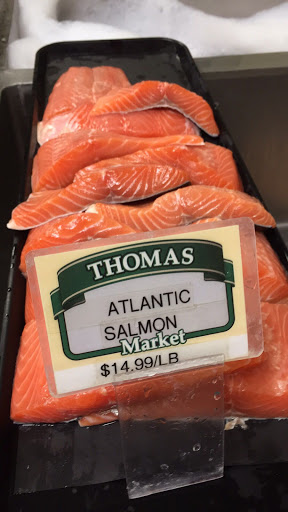 THOMAS
ATLANTIC
SALMON
Market
$14.99/LB